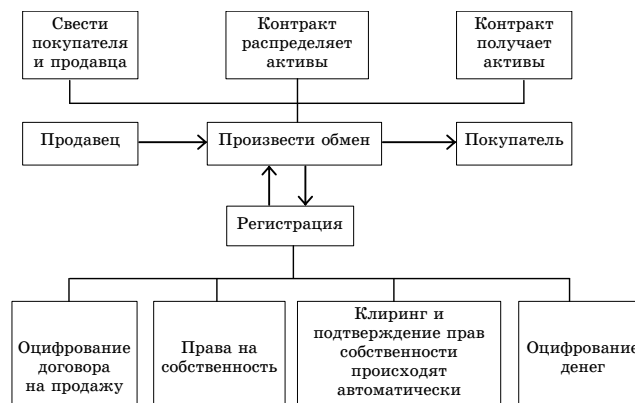 Свести
покупателя
и продавца
Контракт
распределяет
активы
Контракт
получает
активы
Продавец
Произвести обмен
Покупатель
Регистрация
Оцифрование
договора
на продажу
Права на
собственность
Клиринг и
подтверждение прав
собственности
происходят
автоматически
Оцифрование
денег